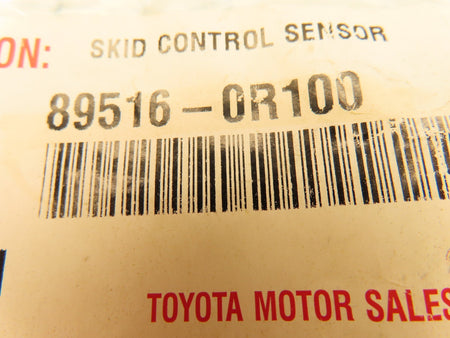 ON: SKID CONTROL SENSOR
89516-0R100
TOYOTA MOTOR SALES